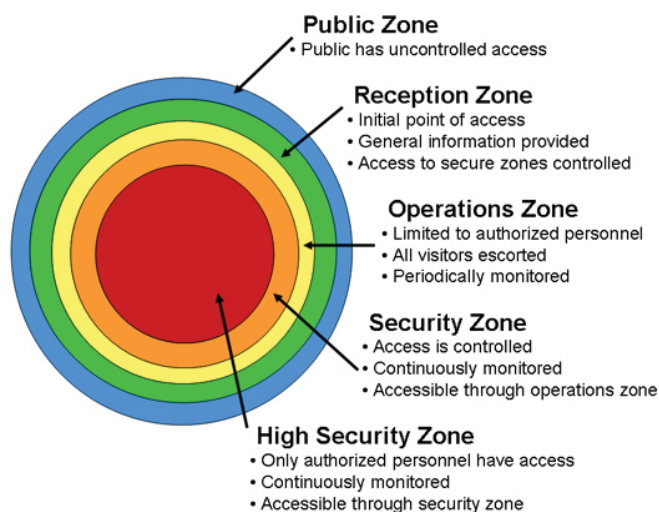 Public Zone
• Public has uncontrolled access
Reception Zone
• Initial point of access
• General information provided
• Access to secure zones controlled
Operations Zone
• Limited to authorized personnel
• All visitors escorted
• Periodically monitored
Security Zone
• Access is controlled
• Continuously monitored
• Accessible through operations zone
High Security Zone
• Only authorized personnel have access
• Continuously monitored
• Accessible through security zone